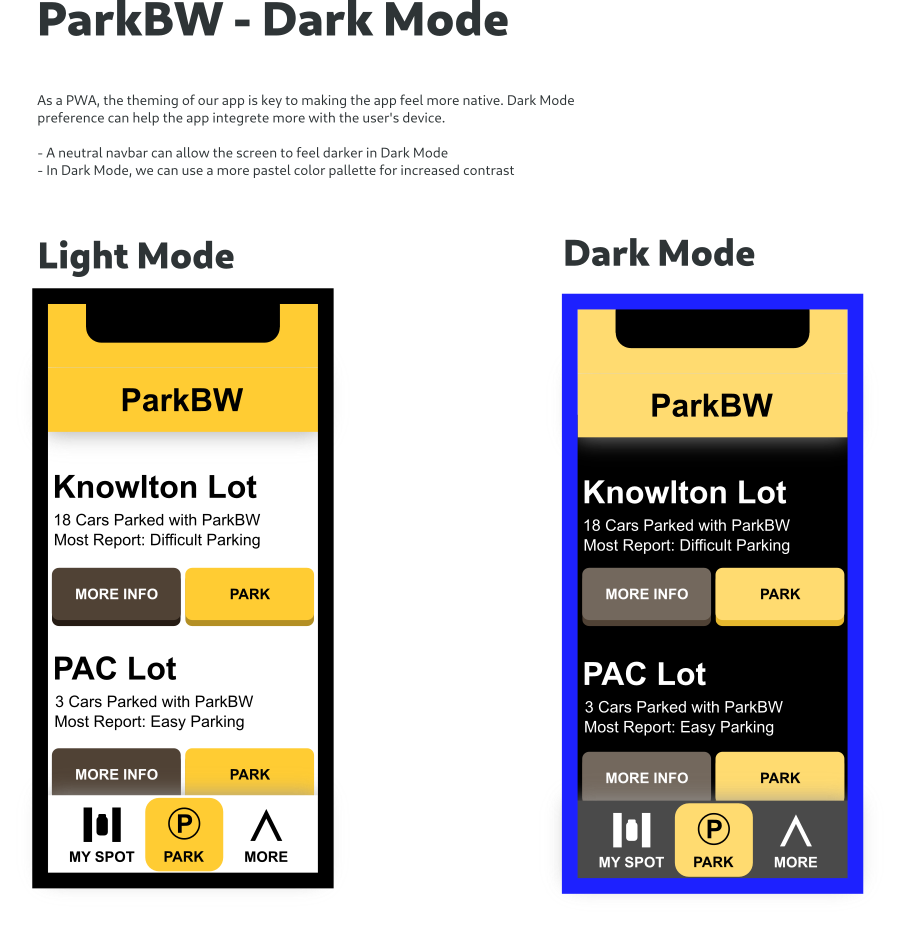 ParkBW - Dark Mode
As a PWA, the theming of our app is key to making the app feel more native. Dark Mode
preference can help the app integrete more with the user's device.
- A neutral navbar can allow the screen to feel darker in Dark Mode
- In Dark Mode, we can use a more pastel color pallette for increased contrast
Light Mode
ParkBW
Knowlton Lot
18 Cars Parked with ParkBW
Most Report: Difficult Parking
MORE INFO
PARK
PAC Lot
3 Cars Parked with ParkBW
Most Report: Easy Parking
MORE INFO
PARK
P
MY SPOT
PARK
MORE
Dark Mode
ParkBW
Knowlton Lot
18 Cars Parked with ParkBW
Most Report: Difficult Parking
MORE INFO
PARK
PAC Lot
3 Cars Parked with ParkBW
Most Report: Easy Parking
MORE INFO
PARK
P
MY SPOT
PARK
MORE